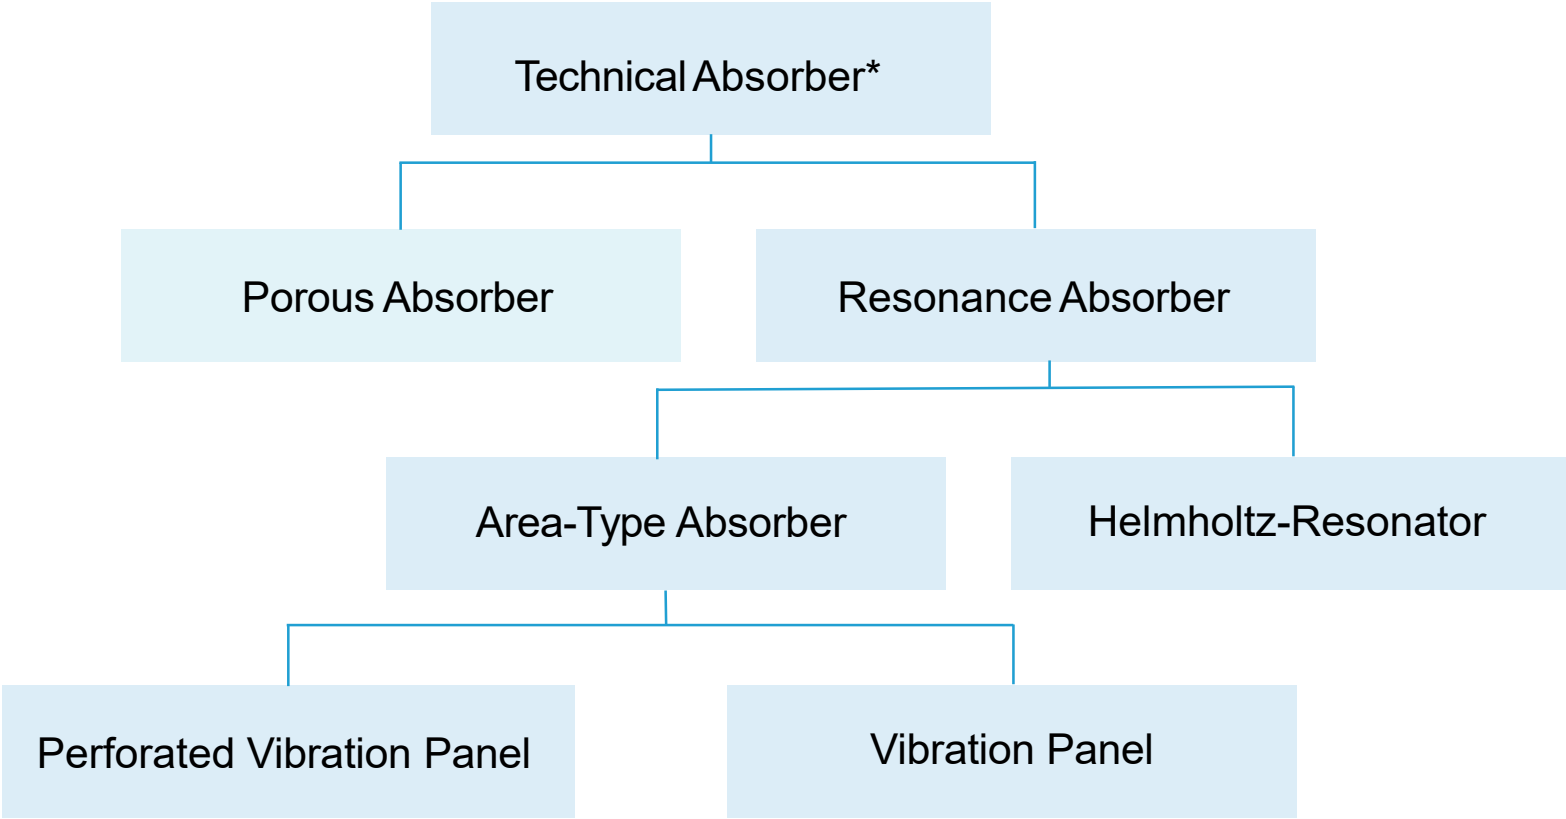 Technical Absorber*
Porous Absorber
Resonance Absorber
Area-Type Absorber
Helmholtz-Resonator
Perforated Vibration Panel
Vibration Panel